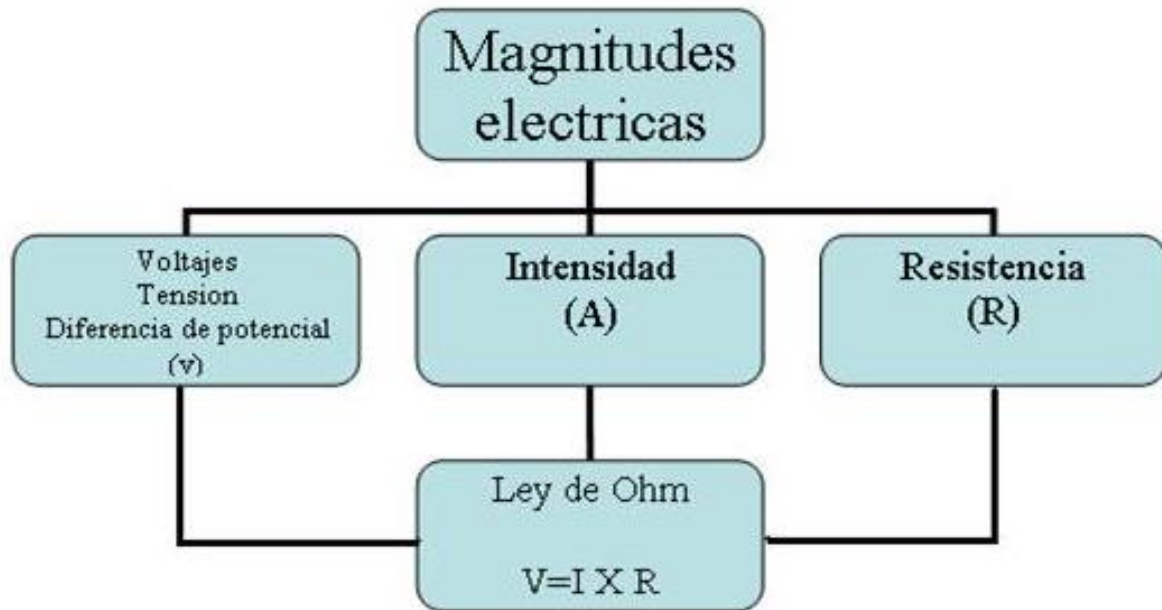 Magnitudes
electricas
Voltajes
Tension
Diferencia de potencial
(v)
Intensidad
(A)
Resistencia
(R)
Ley de Ohm
V=I X R